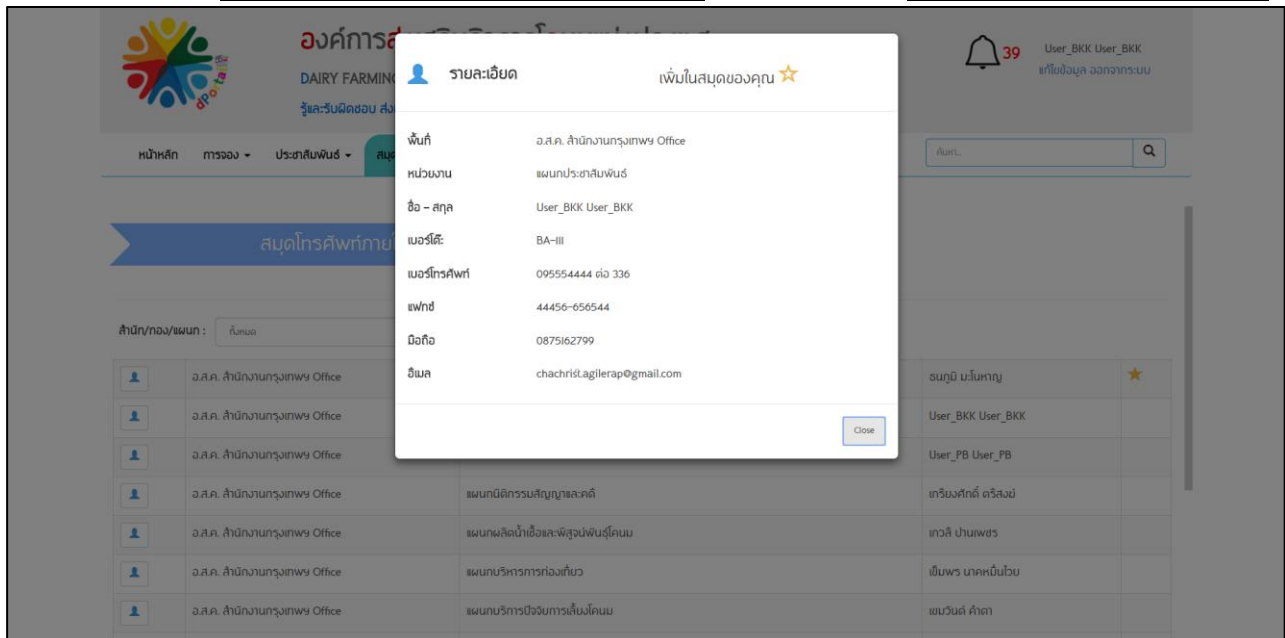 องค์การส
DAIRY FARMING
รู้และรับผิดชอบ ส่ง
dPortal
39
User_BKK User_BKK
แก้ไขข้อมูล ออกจากระบบ
หน้าหลัก การจอง ประชาสัมพันธ์ สมุด
ค้นหา..
สมุดโทรศัพท์ภายใ
สำนัก/กอง/แผนก : ทั้งหมด
รายละเอียด เพิ่มในสมุดของคุณ
พื้นที่ อ.ส.ค. สำนักงานกรุงเทพฯ Office
หน่วยงาน แผนกประชาสัมพันธ์
ชื่อ – สกุล User_BKK User_BKK
เบอร์โต๊ะ BA-III
เบอร์โทรศัพท์ 095554444 ต่อ 336
แฟกซ์ 44456-656544
มือถือ 0875162799
อีเมล chachrist.agilerap@gmail.com
Close
อ.ส.ค. สำนักงานกรุงเทพฯ Office ธนภูมิ มะโนหาญ
อ.ส.ค. สำนักงานกรุงเทพฯ Office User_BKK User_BKK
อ.ส.ค. สำนักงานกรุงเทพฯ Office User_PB User_PB
อ.ส.ค. สำนักงานกรุงเทพฯ Office แผนกนิติกรรมสัญญาและคดี เกรียงศักดิ์ ตรีสงฆ์
อ.ส.ค. สำนักงานกรุงเทพฯ Office แผนกผลิตน้ำเชื้อและพิสูจน์พันธุ์โคนม เกวลี ปานเพชร
อ.ส.ค. สำนักงานกรุงเทพฯ Office แผนกบริหารการท่องเที่ยว เข็มพร นาคหมื่นไวย
อ.ส.ค. สำนักงานกรุงเทพฯ Office แผนกบริการปัจจัยการเลี้ยงโคนม เขมวันต์ คำดา